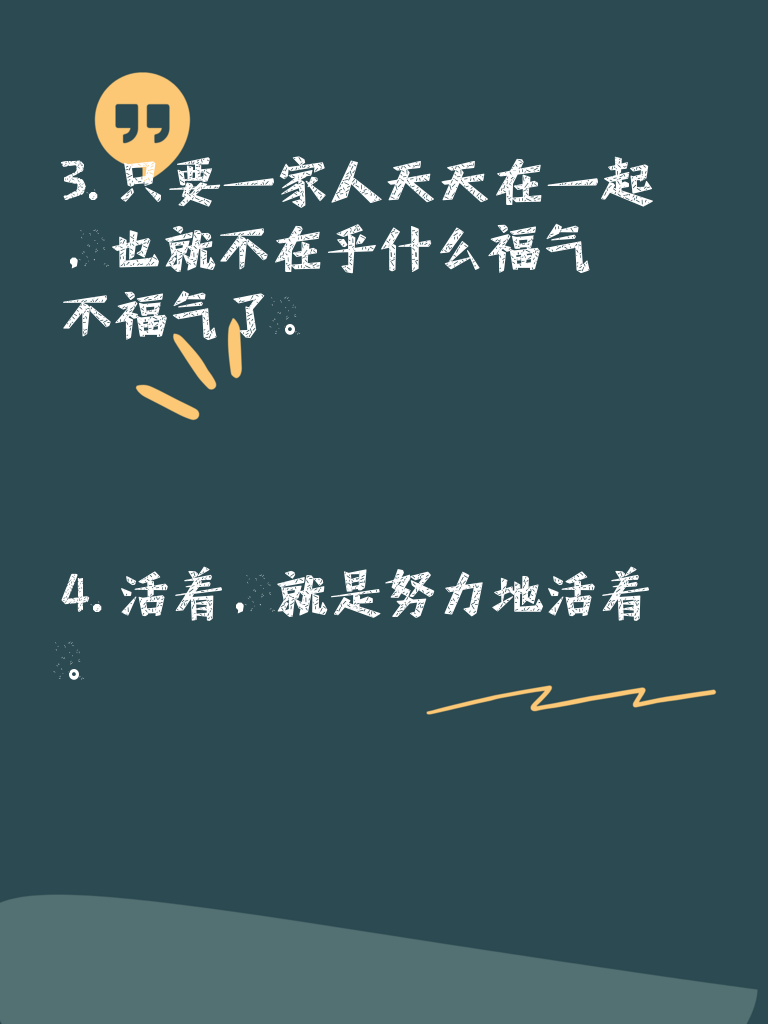 3. 只要一家人天天在一起
，也就不在乎什么福气
不福气了。
4. 活着，就是努力地活着
。